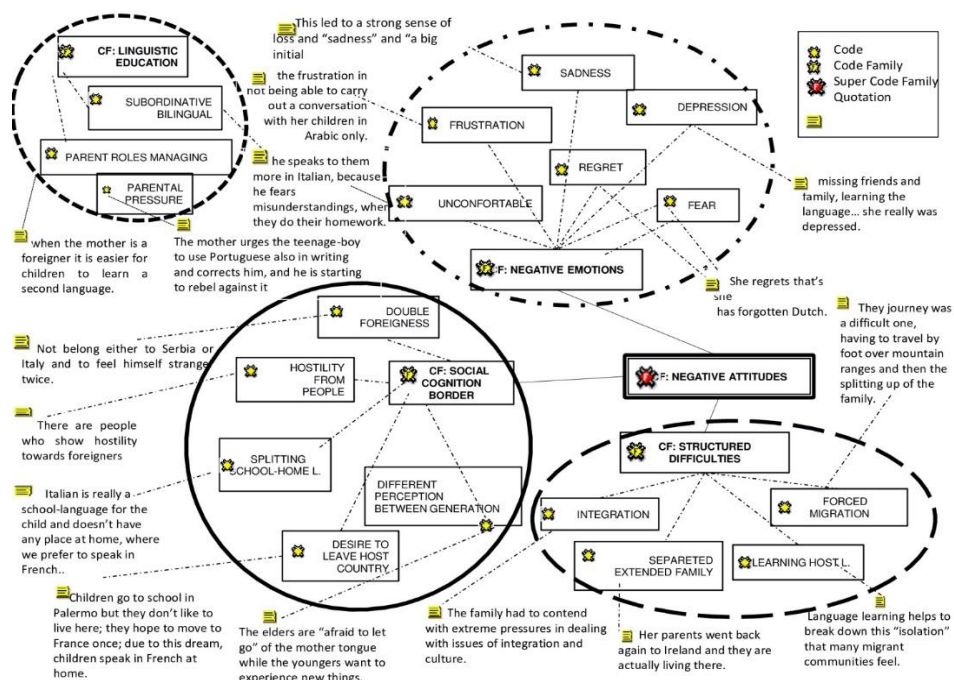 CF: LINGUISTIC
EDUCATION
SUBORDINATIVE
BILINGUAL
PARENT ROLES MANAGING
PARENTAL
PRESSURE
when the mother is a
foreigner it is easier for
children to learn a
second language.
The mother urges the teenage-boy
to use Portuguese also in writing
and corrects him, and he is starting
to rebel against it
This led to a strong sense of
loss and “sadness” and “a big
initial
the frustration in
not being able to carry
out a conversation
with her children in
Arabic only.
he speaks to them
more in Italian, because
he fears
misunderstandings, when
they do their homework.
SADNESS
DEPRESSION
FRUSTRATION
REGRET
UNCONFORTABLE
FEAR
CF: NEGATIVE EMOTIONS
Code
Code Family
Super Code Family
Quotation
missing friends and
family, learning the
language... she really was
depressed.
She regrets that’s
she
has forgotten Dutch.
They journey was
a difficult one,
having to travel by
foot over mountain
ranges and then the
splitting up of the
family.
DOUBLE
FOREIGNESS
HOSTILITY
FROM
PEOPLE
CF: SOCIAL
COGNITION
BORDER
SPLITTING
SCHOOL-HOME L.
DIFFERENT
PERCEPTION
BETWEEN GENERATION
DESIRE TO
LEAVE HOST
COUNTRY
Not belong either to Serbia or
Italy and to feel himself strange
twice.
There are people
who show hostility
towards foreigners
Italian is really a
school-language for the
child and doesn’t have
any place at home, where
we prefer to speak in
French..
Children go to school in
Palermo but they don’t like to
live here; they hope to move to
France once; due to this dream,
children speak in French at
home.
The elders are “afraid to let
go” of the mother tongue
while the youngers want to
experience new things.
CF: NEGATIVE ATTITUDES
CF: STRUCTURED
DIFFICULTIES
INTEGRATION
FORCED
MIGRATION
SEPARETED
EXTENDED FAMILY
LEARNING HOST L.
The family had to contend
with extreme pressures in dealing
with issues of integration and
culture.
Her parents went back
again to Ireland and they are
actually living there.
Language learning helps to
break down this “isolation”
that many migrant
communities feel.